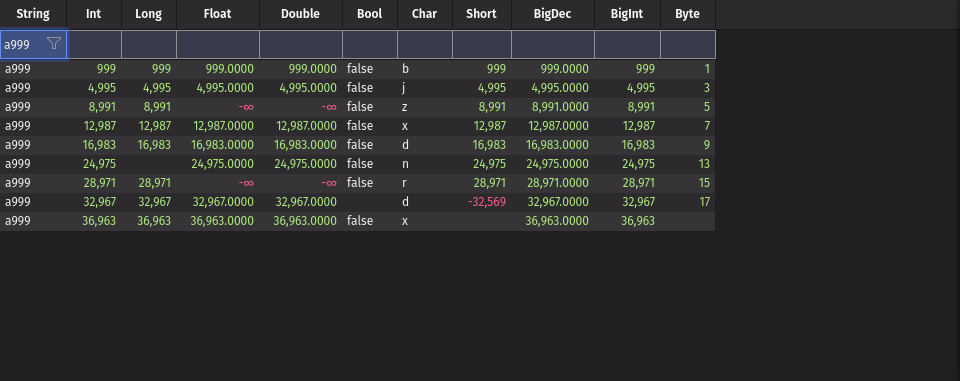 String Int Long Float Double Bool Char Short BigDec BigInt Byte
a999
a999 999 999 999.0000 999.0000 false b 999 999.0000 999 1
a999 4,995 4,995 4,995.0000 4,995.0000 false j 4,995 4,995.0000 4,995 3
a999 8,991 8,991 -∞ -∞ false z 8,991 8,991.0000 8,991 5
a999 12,987 12,987 12,987.0000 12,987.0000 false x 12,987 12,987.0000 12,987 7
a999 16,983 16,983 16,983.0000 16,983.0000 false d 16,983 16,983.0000 16,983 9
a999 24,975 24,975.0000 24,975.0000 false n 24,975 24,975.0000 24,975 13
a999 28,971 28,971 -∞ -∞ false r 28,971 28,971.0000 28,971 15
a999 32,967 32,967 32,967.0000 32,967.0000 d -32,569 32,967.0000 32,967 17
a999 36,963 36,963 36,963.0000 36,963.0000 false x 36,963.0000 36,963